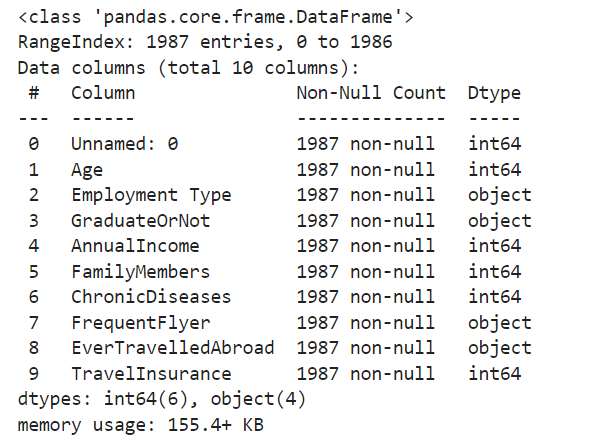 <class 'pandas.core.frame.DataFrame'>
RangeIndex: 1987 entries, 0 to 1986
Data columns (total 10 columns):
 #   Column               Non-Null Count  Dtype
---  ------               --------------  -----
 0   Unnamed: 0           1987 non-null   int64
 1   Age                  1987 non-null   int64
 2   Employment Type      1987 non-null   object
 3   GraduateOrNot        1987 non-null   object
 4   AnnualIncome         1987 non-null   int64
 5   FamilyMembers        1987 non-null   int64
 6   ChronicDiseases      1987 non-null   int64
 7   FrequentFlyer        1987 non-null   object
 8   EverTravelledAbroad  1987 non-null   object
 9   TravelInsurance      1987 non-null   int64
dtypes: int64(6), object(4)
memory usage: 155.4+ KB